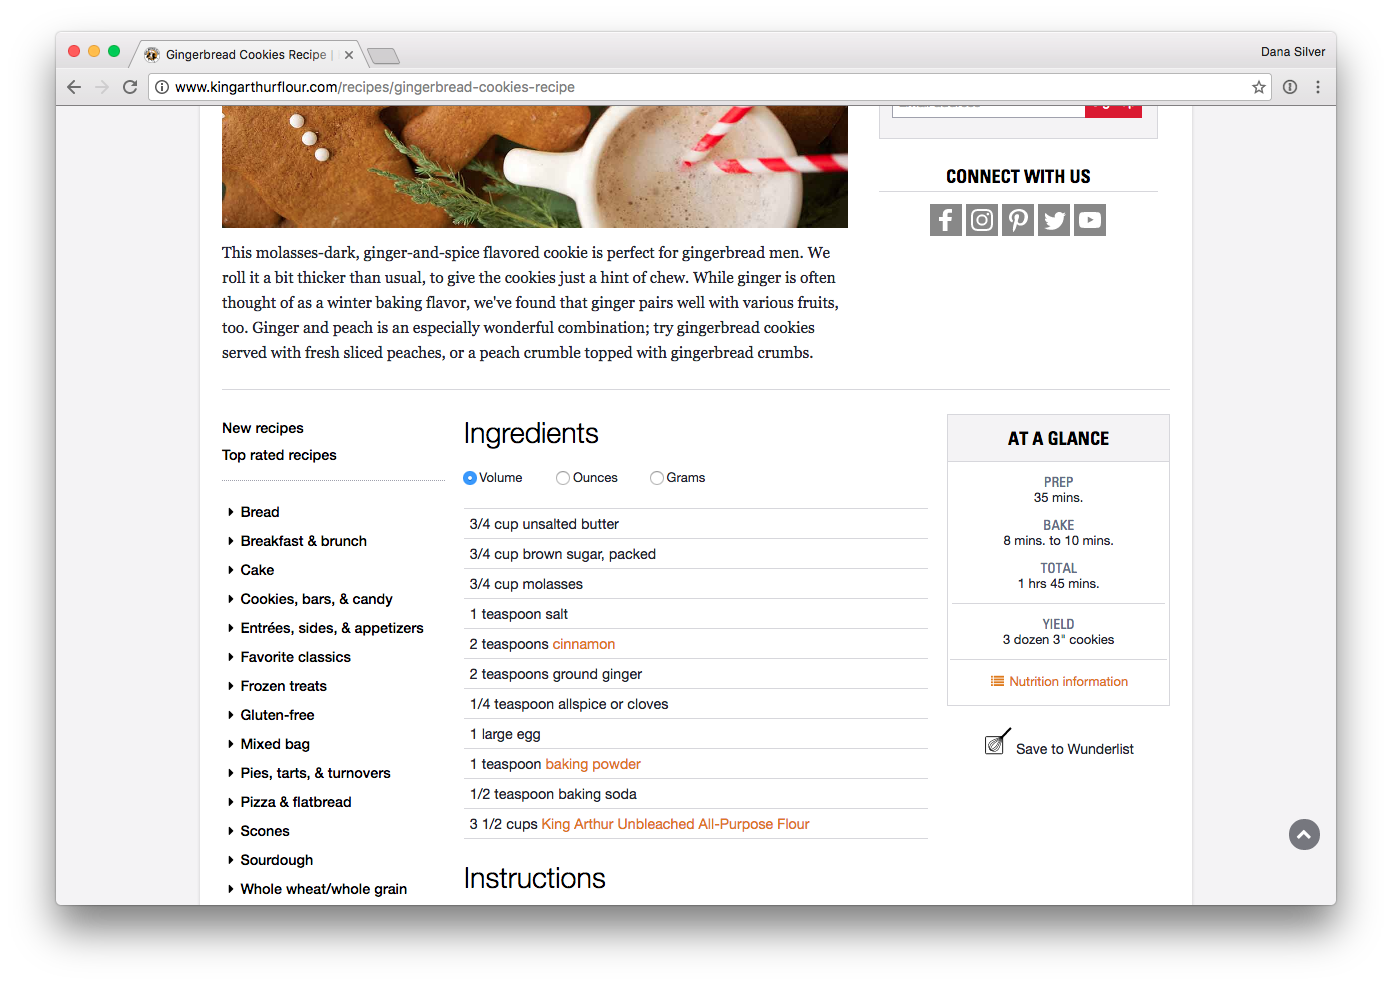 Gingerbread Cookies Recipe |
Dana Silver
www.kingarthurflour.com/recipes/gingerbread-cookies-recipe
CONNECT WITH US
This molasses-dark, ginger-and-spice flavored cookie is perfect for gingerbread men. We
roll it a bit thicker than usual, to give the cookies just a hint of chew. While ginger is often
thought of as a winter baking flavor, we've found that ginger pairs well with various fruits,
too. Ginger and peach is an especially wonderful combination; try gingerbread cookies
served with fresh sliced peaches, or a peach crumble topped with gingerbread crumbs.
New recipes
Top rated recipes
Bread
Breakfast & brunch
Cake
Cookies, bars, & candy
Entrées, sides, & appetizers
Favorite classics
Frozen treats
Gluten-free
Mixed bag
Pies, tarts, & turnovers
Pizza & flatbread
Scones
Sourdough
Whole wheat/whole grain
Ingredients
Volume Ounces Grams
3/4 cup unsalted butter
3/4 cup brown sugar, packed
3/4 cup molasses
1 teaspoon salt
2 teaspoons cinnamon
2 teaspoons ground ginger
1/4 teaspoon allspice or cloves
1 large egg
1 teaspoon baking powder
1/2 teaspoon baking soda
3 1/2 cups King Arthur Unbleached All-Purpose Flour
Instructions
AT A GLANCE
PREP
35 mins.
BAKE
8 mins. to 10 mins.
TOTAL
1 hrs 45 mins.
YIELD
3 dozen 3" cookies
Nutrition information
Save to Wunderlist